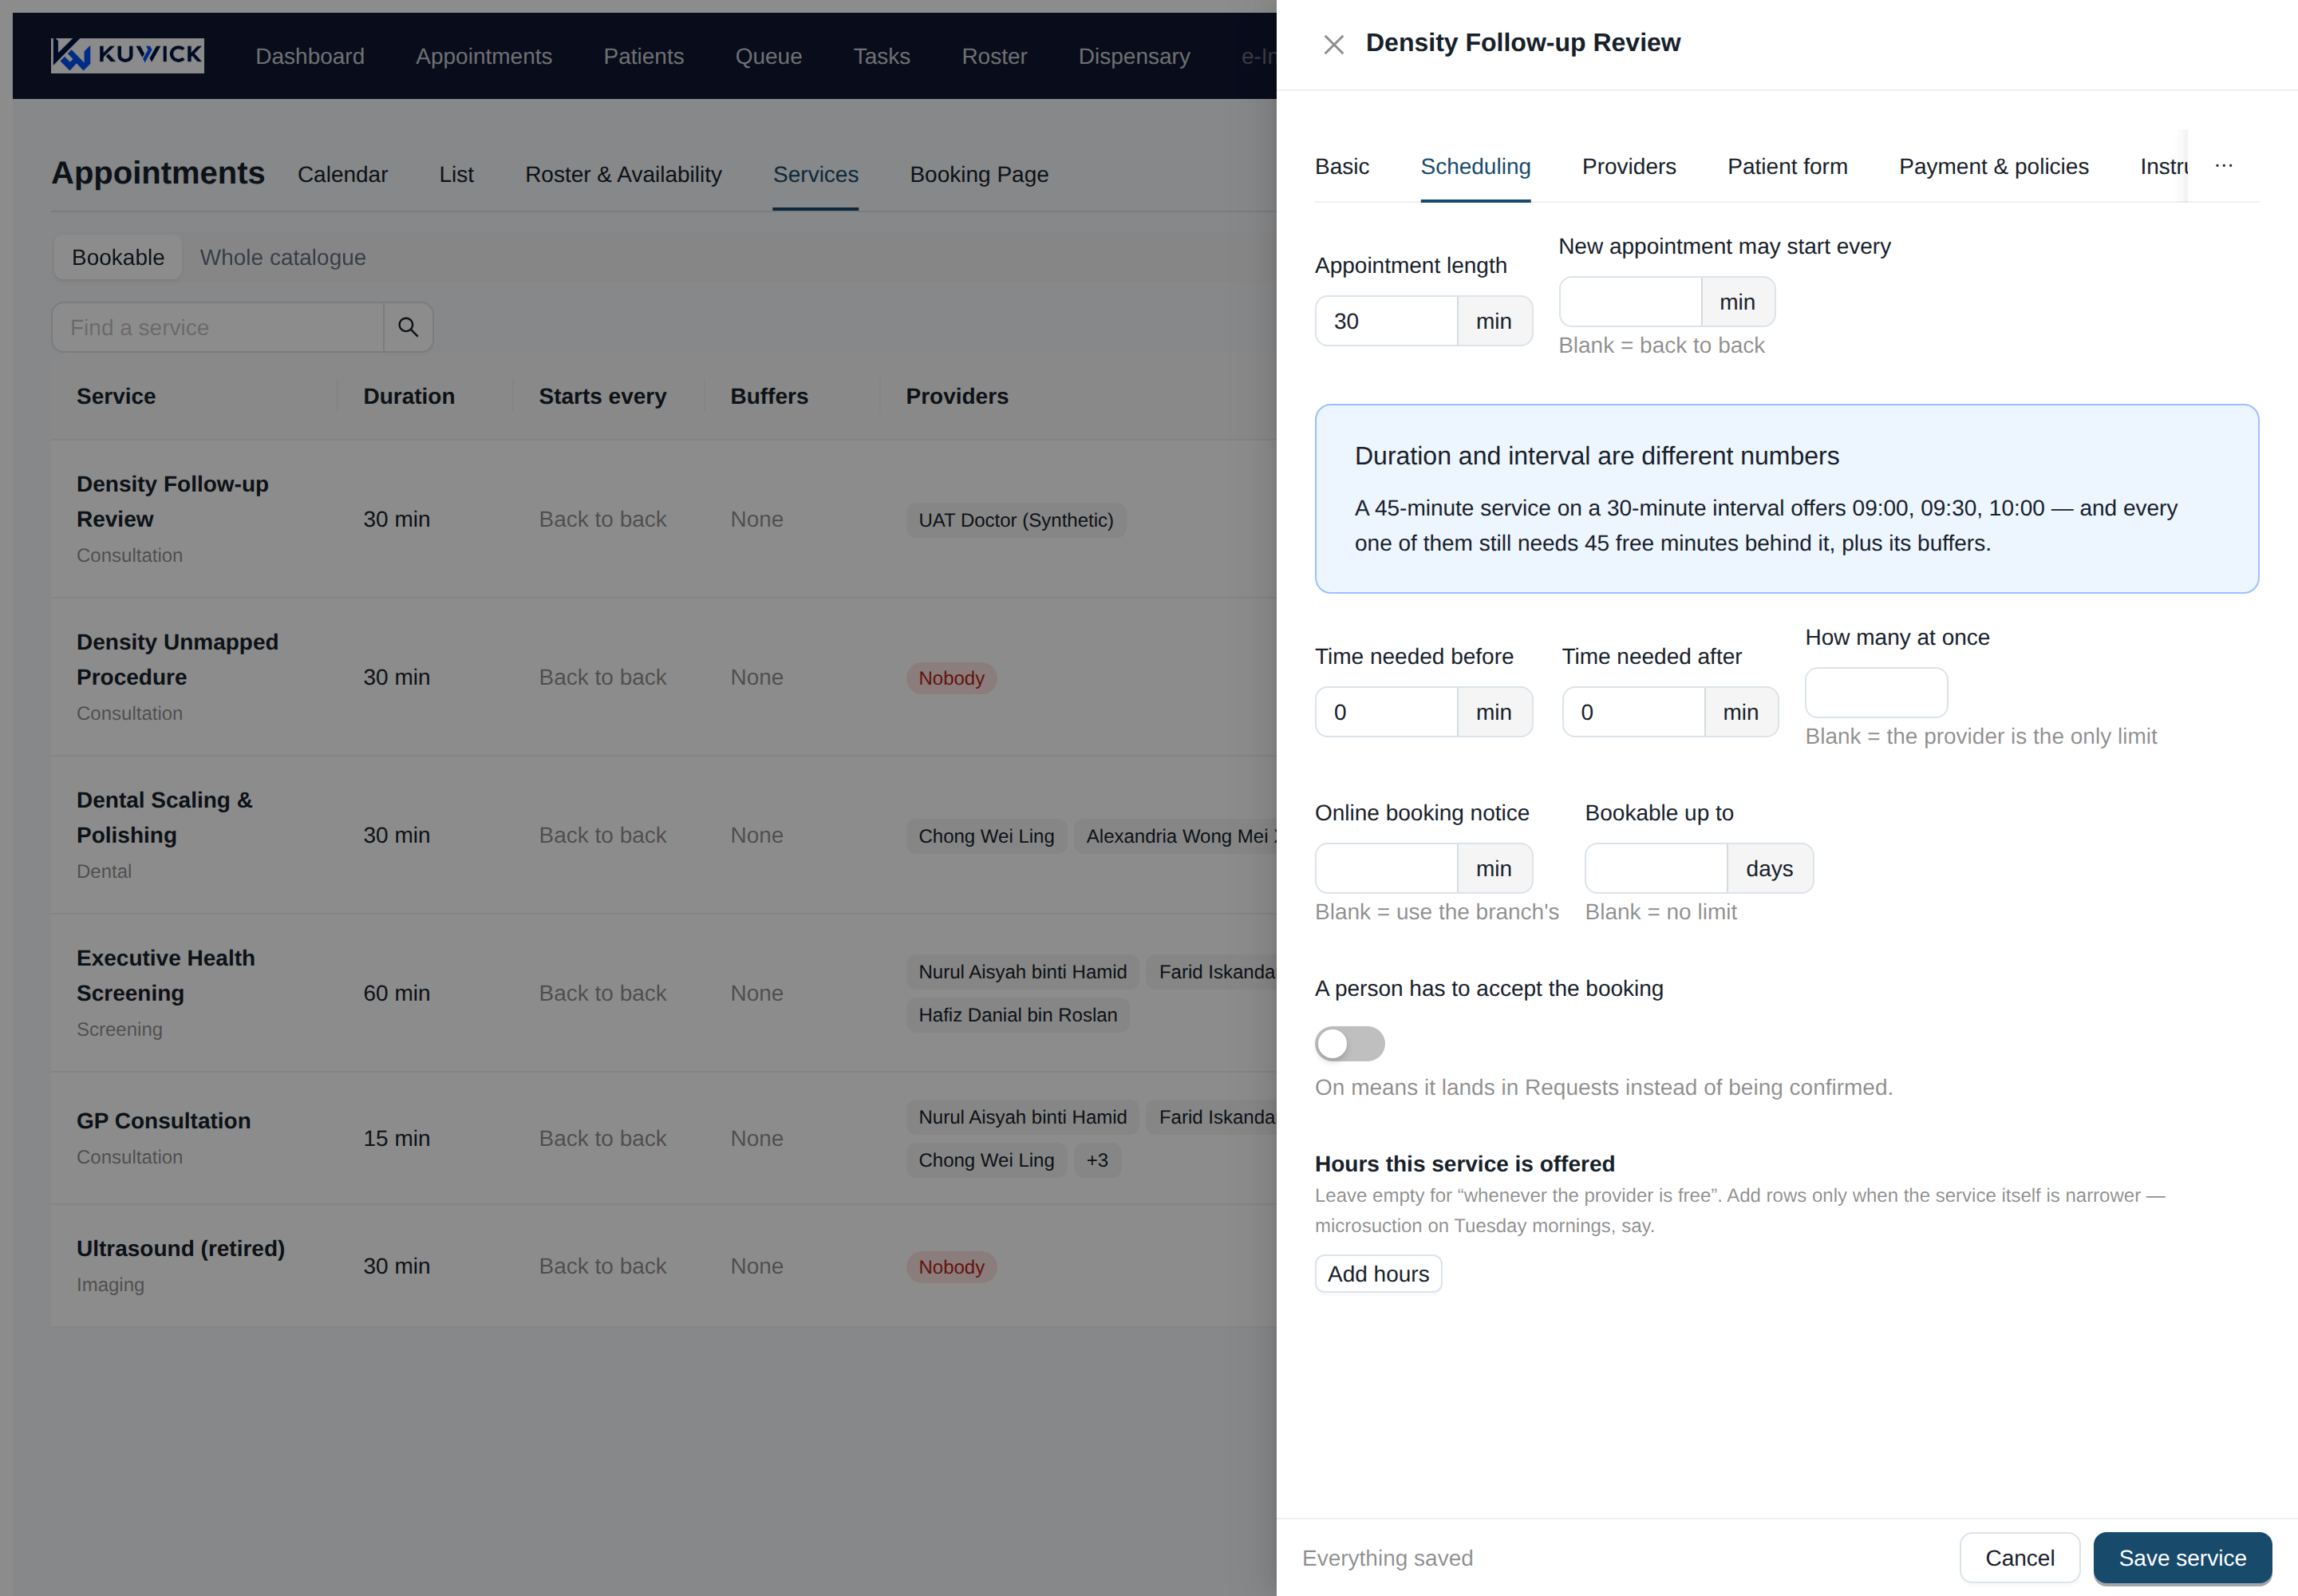 KUWICK
Dashboard
Appointments
Patients
Queue
Tasks
Roster
Dispensary
Appointments
Calendar
List
Roster & Availability
Services
Booking Page
Bookable
Whole catalogue
Find a service
Service
Duration
Starts every
Buffers
Providers
Density Follow-up
Review
Consultation
30 min
Back to back
None
UAT Doctor (Synthetic)
Density Unmapped
Procedure
Consultation
30 min
Back to back
None
Nobody
Dental Scaling &
Polishing
Dental
30 min
Back to back
None
Chong Wei Ling
Alexandria Wong Mei
Executive Health
Screening
Screening
60 min
Back to back
None
Nurul Aisyah binti Hamid
Farid Iskanda
Hafiz Danial bin Roslan
GP Consultation
Consultation
15 min
Back to back
None
Nurul Aisyah binti Hamid
Farid Iskanda
Chong Wei Ling
+3
Ultrasound (retired)
Imaging
30 min
Back to back
None
Nobody
Density Follow-up Review
Basic
Scheduling
Providers
Patient form
Payment & policies
Instru
···
Appointment length
30
min
New appointment may start every
min
Blank = back to back
Duration and interval are different numbers
A 45-minute service on a 30-minute interval offers 09:00, 09:30, 10:00 — and every
one of them still needs 45 free minutes behind it, plus its buffers.
Time needed before
0
min
Time needed after
0
min
How many at once
Blank = the provider is the only limit
Online booking notice
min
Blank = use the branch's
Bookable up to
days
Blank = no limit
A person has to accept the booking
On means it lands in Requests instead of being confirmed.
Hours this service is offered
Leave empty for “whenever the provider is free”. Add rows only when the service itself is narrower —
microsuction on Tuesday mornings, say.
Add hours
Everything saved
Cancel
Save service